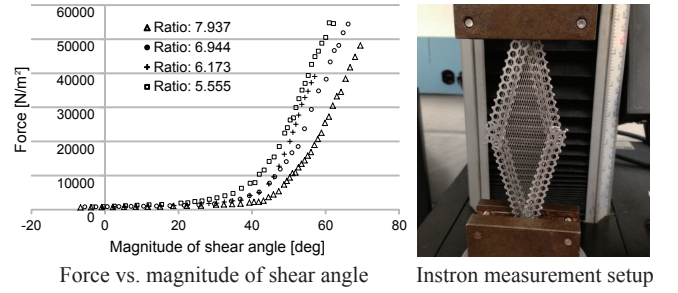 60000
50000
40000
30000
20000
10000
0
Force [N/m²]
Ratio: 7.937
Ratio: 6.944
Ratio: 6.173
Ratio: 5.555
-20 0 20 40 60 80
Magnitude of shear angle [deg]
Force vs. magnitude of shear angle
Instron measurement setup